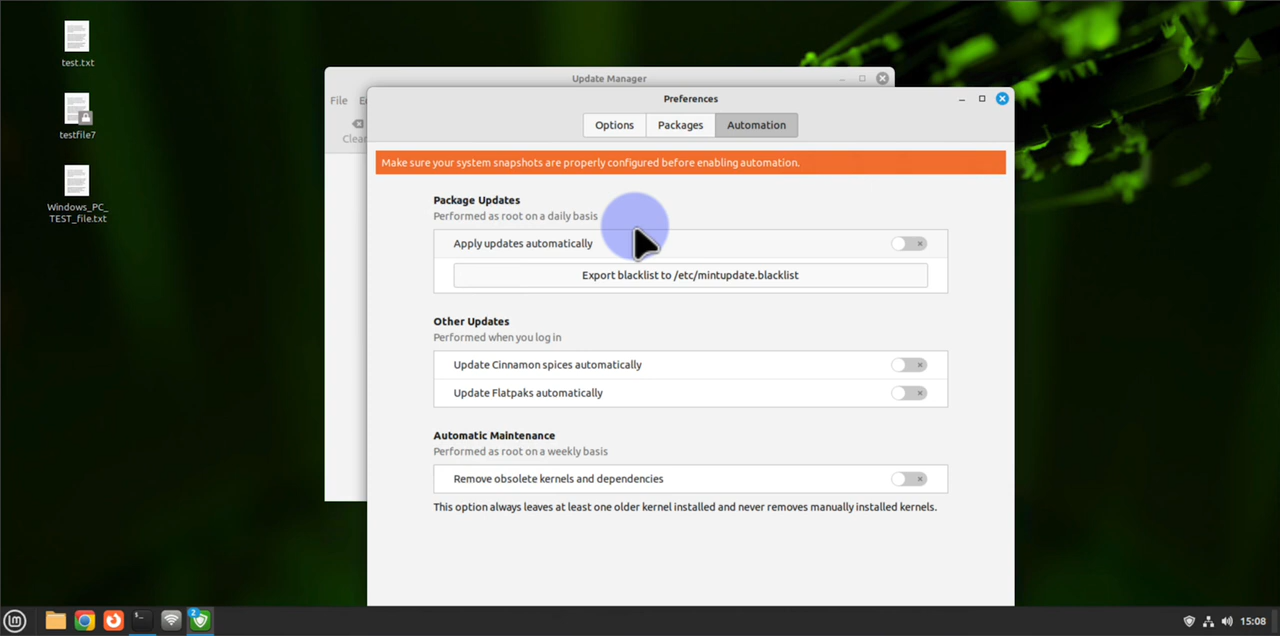 test.txt
testfile7
Windows_PC_
TEST_file.txt
Update Manager
File
Preferences
Options
Packages
Automation
Make sure your system snapshots are properly configured before enabling automation.
Package Updates
Performed as root on a daily basis
Apply updates automatically
Export blacklist to /etc/mintupdate.blacklist
Other Updates
Performed when you log in
Update Cinnamon spices automatically
Update Flatpaks automatically
Automatic Maintenance
Performed as root on a weekly basis
Remove obsolete kernels and dependencies
This option always leaves at least one older kernel installed and never removes manually installed kernels.
2
15:08